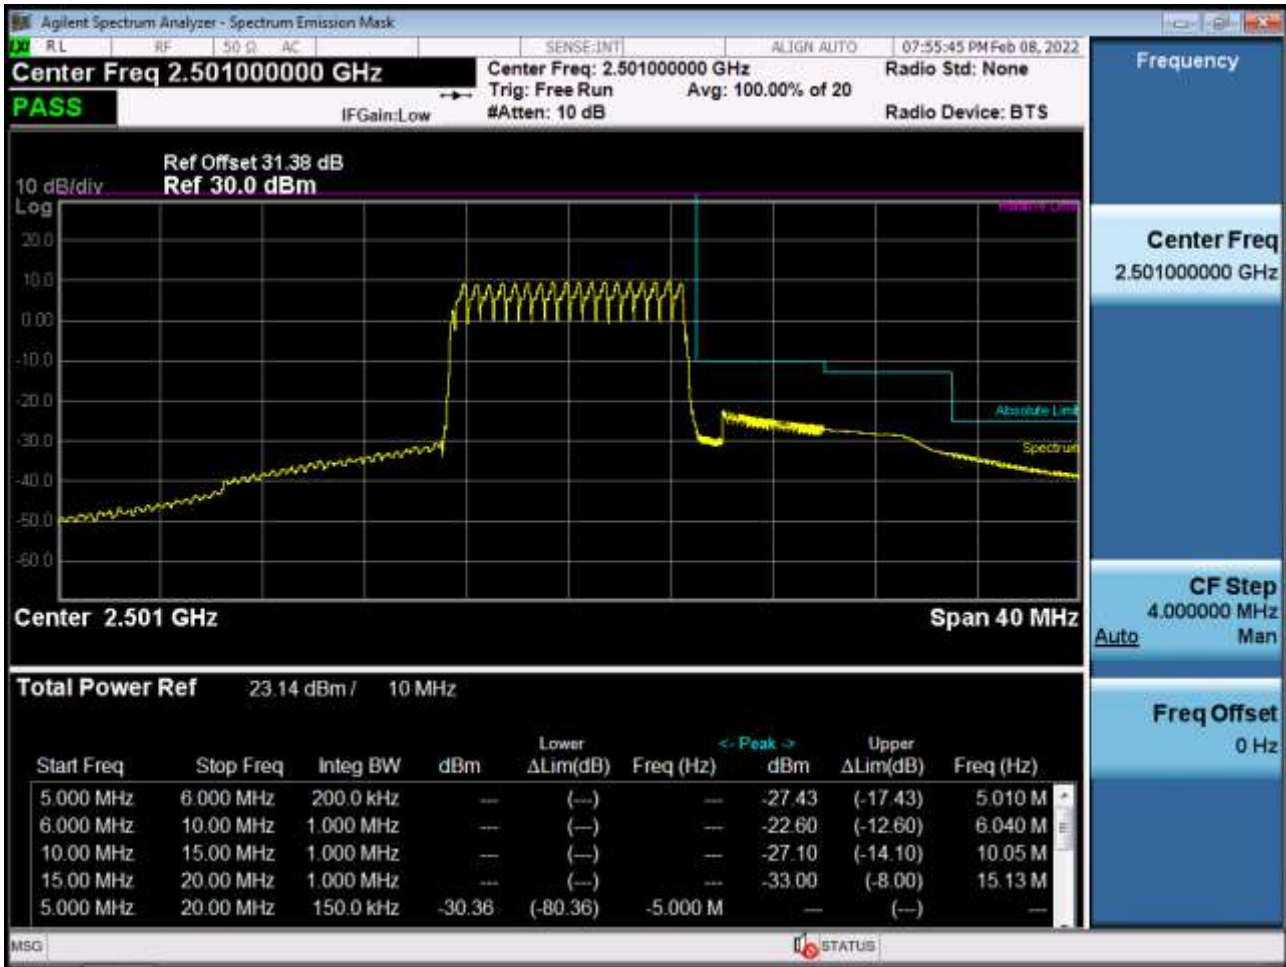 Agilent Spectrum Analyzer - Spectrum Emission Mask
LXI RL RF 50 Ω AC SENSE:INT ALIGN AUTO 07:55:45 PM Feb 08, 2022
Center Freq 2.501000000 GHz
Center Freq: 2.501000000 GHz Radio Std: None
Trig: Free Run Avg: 100.00% of 20
PASS IFGain:Low #Atten: 10 dB Radio Device: BTS
Ref Offset 31.38 dB
10 dB/div Ref 30.0 dBm
Log
20.0
10.0
0.00
-10.0
-20.0
-30.0
-40.0
-50.0
-60.0
Absolute Limit
Spectrum
Center 2.501 GHz Span 40 MHz
Total Power Ref 23.14 dBm / 10 MHz
Lower <- Peak -> Upper
Start Freq Stop Freq Integ BW dBm ΔLim(dB) Freq (Hz) dBm ΔLim(dB) Freq (Hz)
5.000 MHz 6.000 MHz 200.0 kHz --- (---) --- -27.43 (-17.43) 5.010 M
6.000 MHz 10.00 MHz 1.000 MHz --- (---) --- -22.60 (-12.60) 6.040 M
10.00 MHz 15.00 MHz 1.000 MHz --- (---) --- -27.10 (-14.10) 10.05 M
15.00 MHz 20.00 MHz 1.000 MHz --- (---) --- -33.00 (-8.00) 15.13 M
5.000 MHz 20.00 MHz 150.0 kHz -30.36 (-80.36) -5.000 M --- (---) ---
MSG STATUS
Frequency
Center Freq
2.501000000 GHz
CF Step
4.000000 MHz
Auto Man
Freq Offset
0 Hz